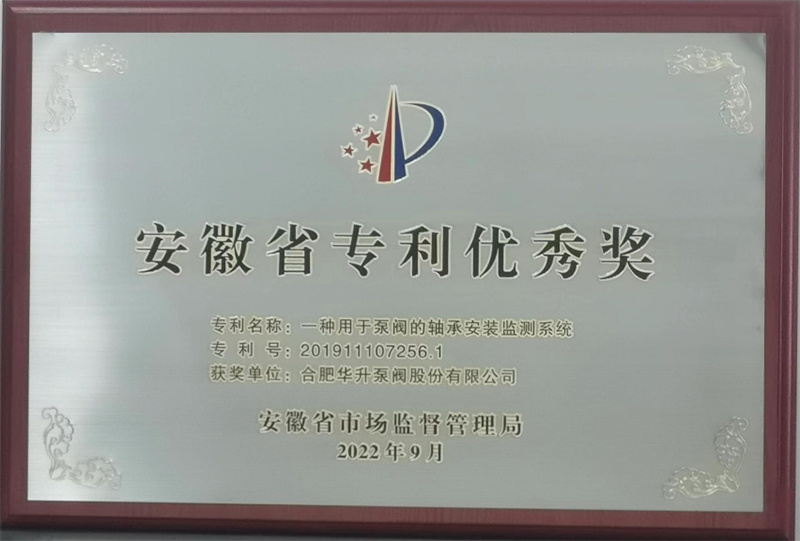 安徽省专利优秀奖
专利名称：一种用于泵阀的轴承安装监测系统
专 利 号：201911107256.1
获奖单位：合肥华升泵阀股份有限公司
安徽省市场监督管理局
2022年9月